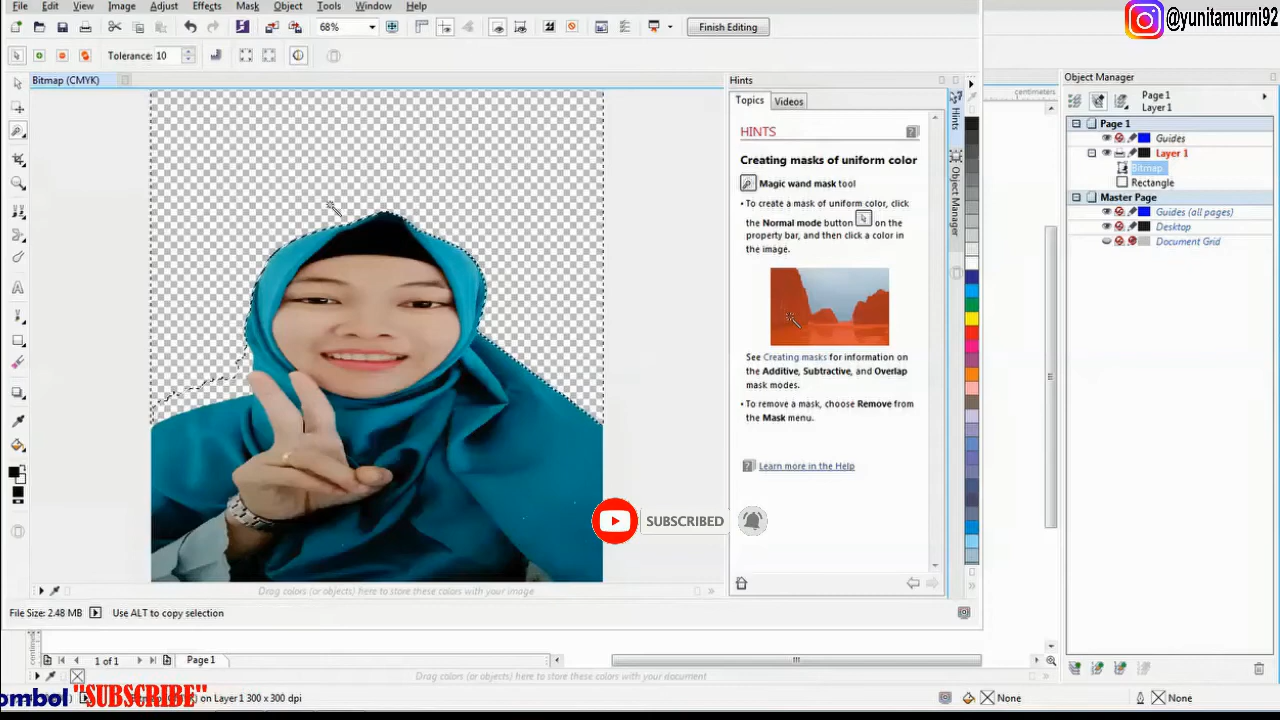 File Edit View Image Adjust Effects Mask Object Tools Window Help
@yunitamurni92
68% Finish Editing
Tolerance: 10
Bitmap (CMYK)
Hints
Topics Videos
HINTS
Creating masks of uniform color
Magic wand mask tool
• To create a mask of uniform color, click
the Normal mode button on the
property bar, and then click a color in
the image.
See Creating masks for information on
the Additive, Subtractive, and Overlap
mask modes.
• To remove a mask, choose Remove from
the Mask menu.
Learn more in the Help
Hints
Object Manager
centimeters
Object Manager
Page 1
Layer 1
Page 1
Guides
Layer 1
Bitmap
Rectangle
Master Page
Guides (all pages)
Desktop
Document Grid
SUBSCRIBED
Drag colors (or objects) here to store these colors with your image
File Size: 2.48 MB Use ALT to copy selection
1 of 1 Page 1
Drag colors (or objects) here to store these colors with your document
ombol "SUBSCRIBE"
on Layer 1 300 x 300 dpi
None None